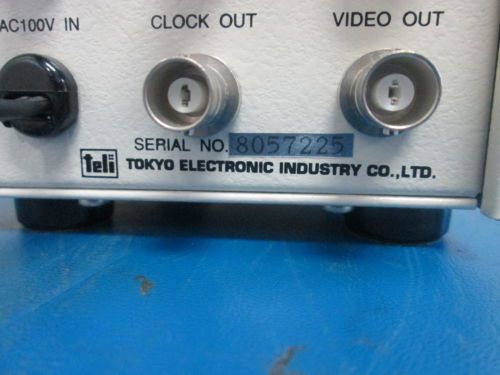 AC100V IN
CLOCK OUT
VIDEO OUT
SERIAL NO. 8057225
teli TOKYO ELECTRONIC INDUSTRY CO.,LTD.